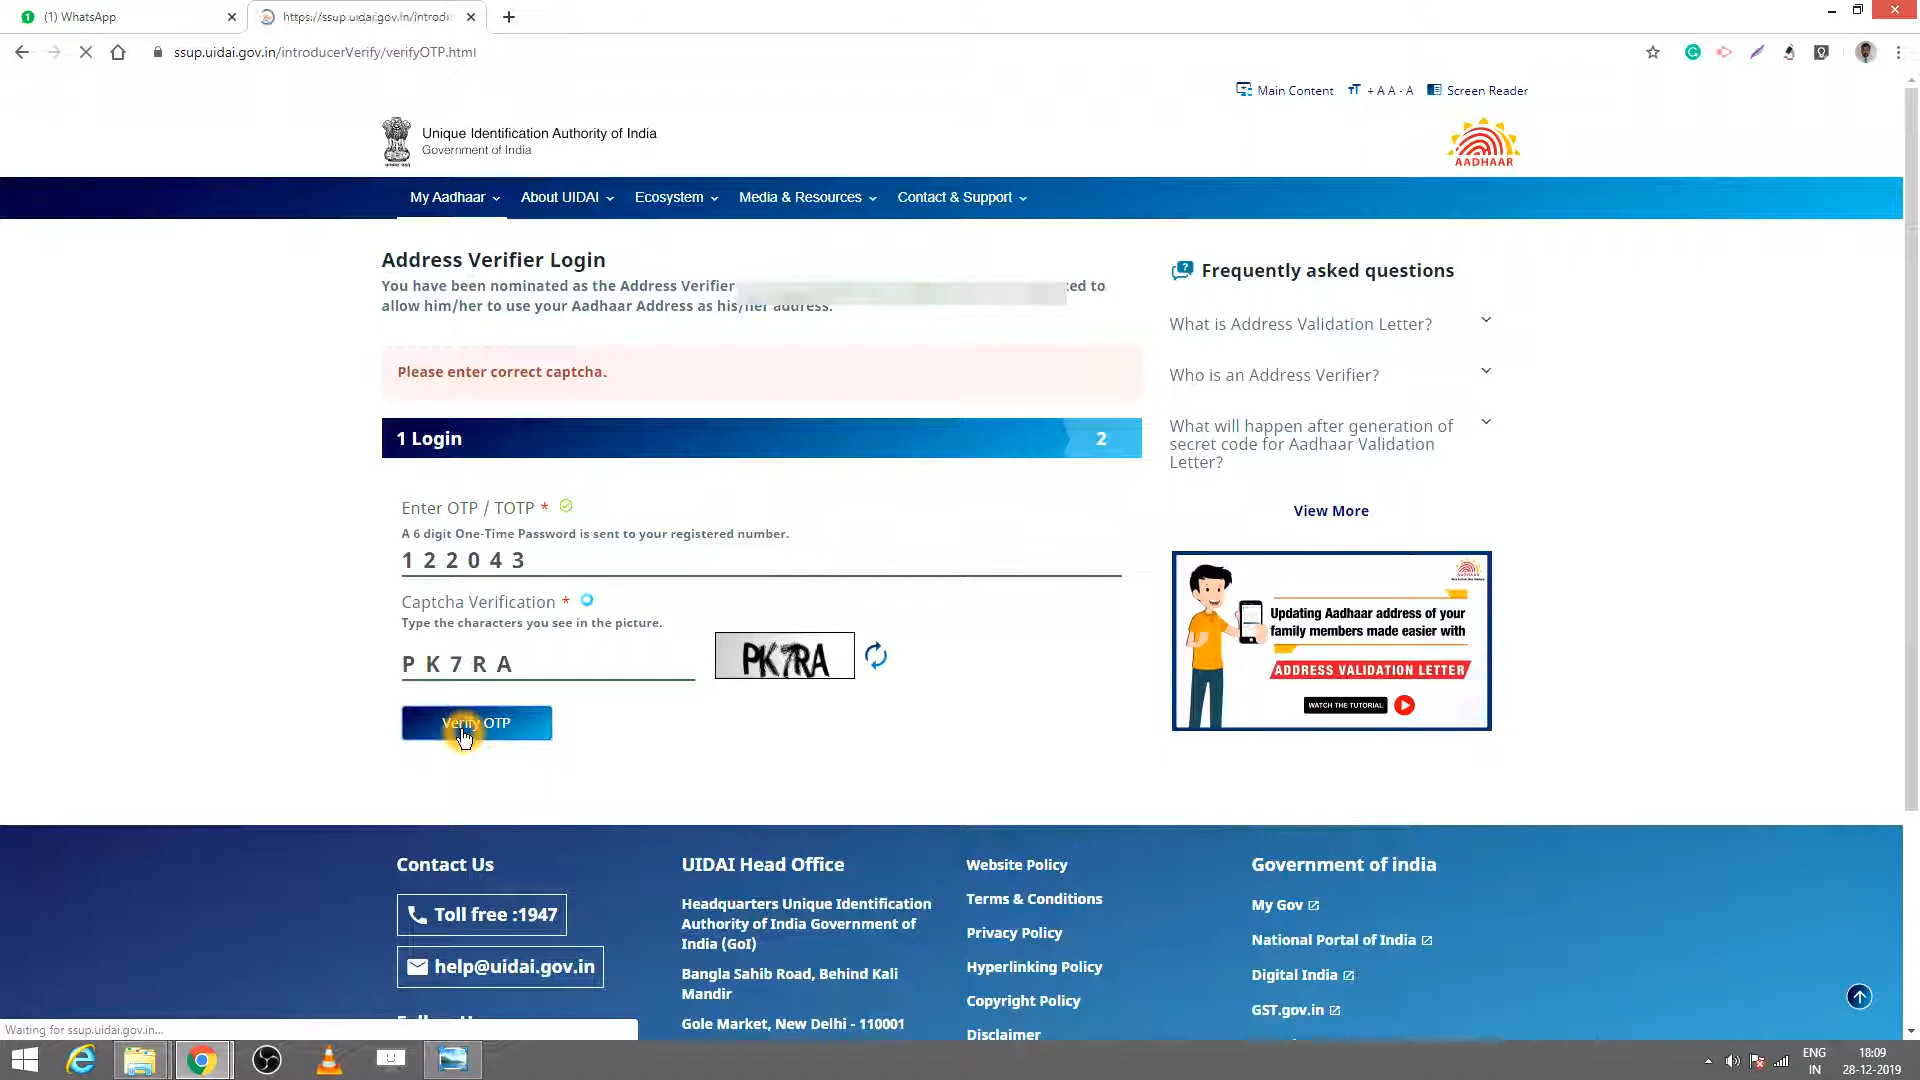 (1) WhatsApp
https://ssup.uidai.gov.in/introdu
ssup.uidai.gov.in/introducerVerify/verifyOTP.html
Main Content
+ A A - A
Screen Reader
Unique Identification Authority of India
Government of India
AADHAAR
My Aadhaar
About UIDAI
Ecosystem
Media & Resources
Contact & Support
Address Verifier Login
You have been nominated as the Address Verifier ked to
allow him/her to use your Aadhaar Address as his/her address.
Please enter correct captcha.
1 Login
2
Enter OTP / TOTP *
A 6 digit One-Time Password is sent to your registered number.
1 2 2 0 4 3
Captcha Verification *
Type the characters you see in the picture.
P K 7 R A
PK7RA
Verify OTP
Frequently asked questions
What is Address Validation Letter?
Who is an Address Verifier?
What will happen after generation of
secret code for Aadhaar Validation
Letter?
View More
Updating Aadhaar address of your
family members made easier with
ADDRESS VALIDATION LETTER
WATCH THE TUTORIAL
Contact Us
Toll free :1947
help@uidai.gov.in
UIDAI Head Office
Headquarters Unique Identification
Authority of India Government of
India (GoI)
Bangla Sahib Road, Behind Kali
Mandir
Gole Market, New Delhi - 110001
Website Policy
Terms & Conditions
Privacy Policy
Hyperlinking Policy
Copyright Policy
Disclaimer
Government of india
My Gov
National Portal of India
Digital India
GST.gov.in
Waiting for ssup.uidai.gov.in...
ENG
IN
18:09
28-12-2019